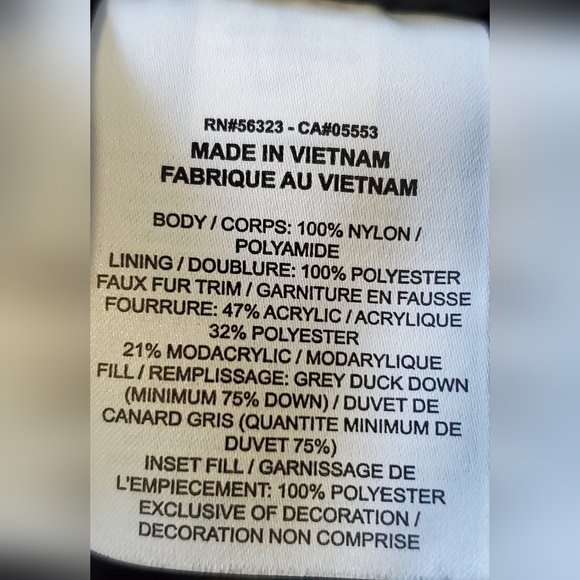 RN#56323 - CA#05553
MADE IN VIETNAM
FABRIQUE AU VIETNAM
BODY / CORPS: 100% NYLON /
POLYAMIDE
LINING / DOUBLURE: 100% POLYESTER
FAUX FUR TRIM / GARNITURE EN FAUSSE
FOURRURE: 47% ACRYLIC / ACRYLIQUE
32% POLYESTER
21% MODACRYLIC / MODARYLIQUE
FILL / REMPLISSAGE: GREY DUCK DOWN
(MINIMUM 75% DOWN) / DUVET DE
CANARD GRIS (QUANTITE MINIMUM DE
DUVET 75%)
INSET FILL / GARNISSAGE DE
L'EMPIECEMENT: 100% POLYESTER
EXCLUSIVE OF DECORATION /
DECORATION NON COMPRISE